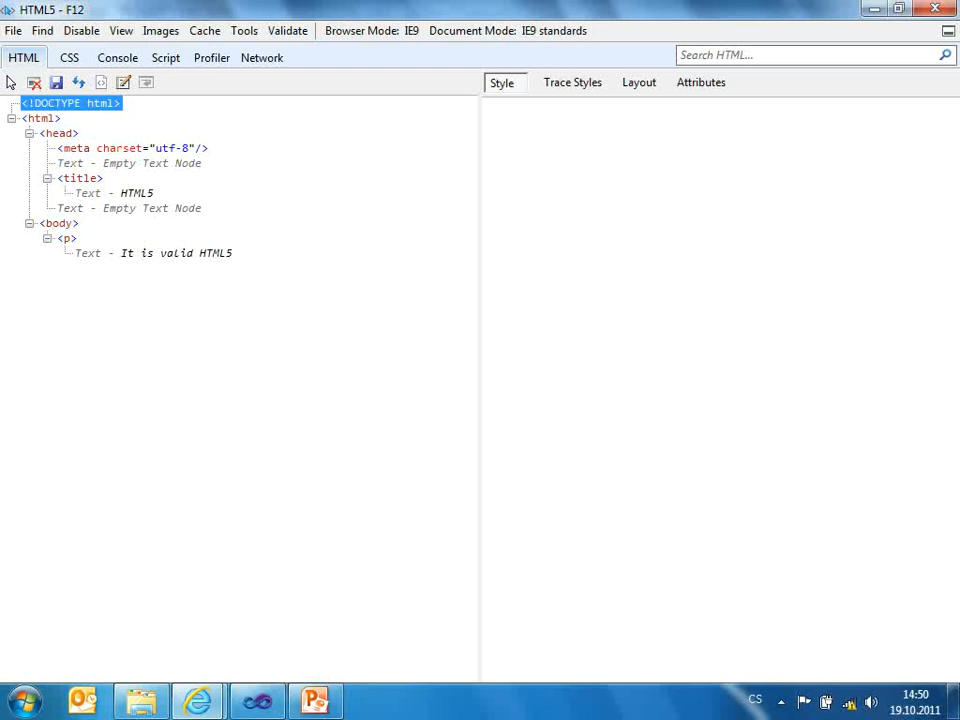 HTML5 - F12
File Find Disable View Images Cache Tools Validate Browser Mode: IE9 Document Mode: IE9 standards
HTML CSS Console Script Profiler Network Search HTML...
Style Trace Styles Layout Attributes
<!DOCTYPE html>
<html>
<head>
<meta charset="utf-8"/>
Text - Empty Text Node
<title>
Text - HTML5
Text - Empty Text Node
<body>
<p>
Text - It is valid HTML5
CS 14:50
19.10.2011